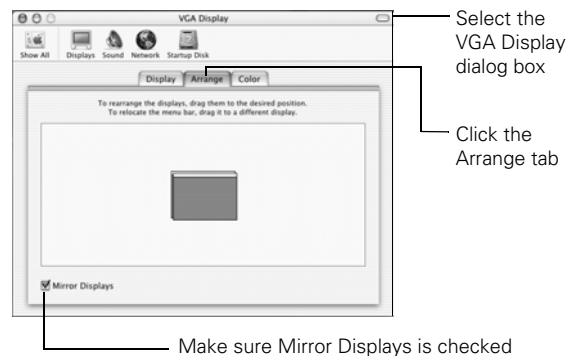 VGA Display
Show All
Displays
Sound
Network
Startup Disk
Display
Arrange
Color
To rearrange the displays, drag them to the desired position.
To relocate the menu bar, drag it to a different display.
Mirror Displays
Select the
VGA Display
dialog box
Click the
Arrange tab
Make sure Mirror Displays is checked